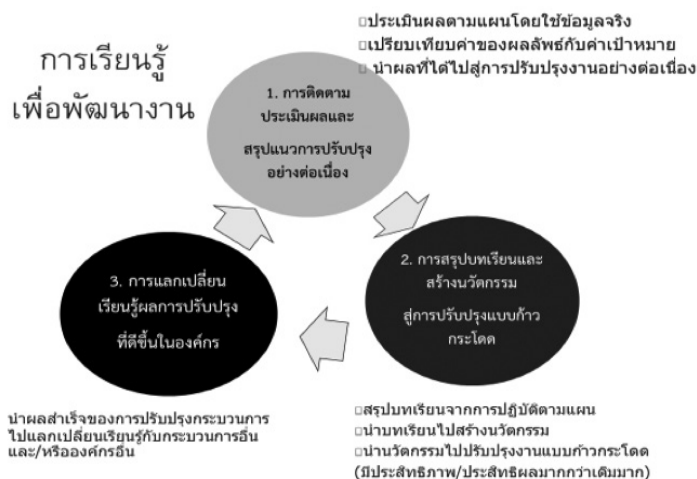 การเรียนรู้
เพื่อพัฒนางาน
□ประเมินผลตามแผนโดยใช้ข้อมูลจริง
□เปรียบเทียบค่าของผลลัพธ์กับค่าเป้าหมาย
□ นำผลที่ได้ไปสู่การปรับปรุงงานอย่างต่อเนื่อง
1. การติดตาม
ประเมินผลและ
สรุปแนวการปรับปรุง
อย่างต่อเนื่อง
2. การสรุปบทเรียนและ
สร้างนวัตกรรม
สู่การปรับปรุงแบบก้าว
กระโดด
3. การแลกเปลี่ยน
เรียนรู้ผลการปรับปรุง
ที่ดีขึ้นในองค์กร
นำผลสำเร็จของการปรับปรุงกระบวนการ
ไปแลกเปลี่ยนเรียนรู้กับกระบวนการอื่น
และ/หรือองค์กรอื่น
□สรุปบทเรียนจากการปฏิบัติตามแผน
□นำบทเรียนไปสร้างนวัตกรรม
□นำนวัตกรรมไปปรับปรุงงานแบบก้าวกระโดด
(มีประสิทธิภาพ/ประสิทธิผลมากกว่าเดิมมาก)